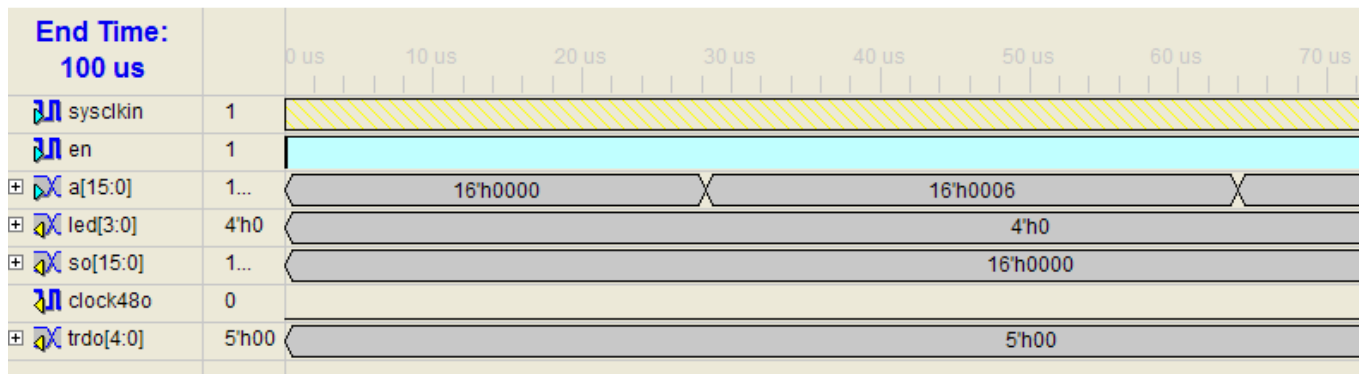 End Time:
100 us
0 us 10 us 20 us 30 us 40 us 50 us 60 us 70 us
sysclkin 1
en 1
a[15:0] 1... 16'h0000 16'h0006
led[3:0] 4'h0 4'h0
so[15:0] 1... 16'h0000
clock48o 0
trdo[4:0] 5'h00 5'h00